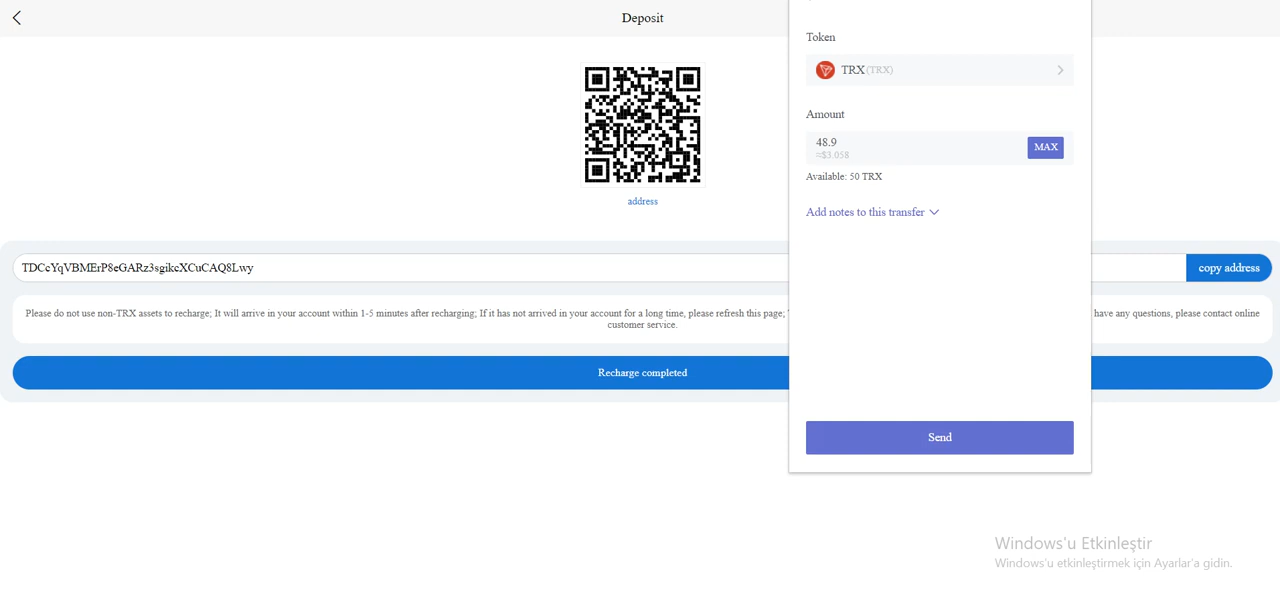 Deposit
address
TDCcYqVBMErP8eGARz3sgikcXCuCAQ8Lwy
copy address
Please do not use non-TRX assets to recharge; It will arrive in your account within 1-5 minutes after recharging; If it has not arrived in your account for a long time, please refresh this page;
have any questions, please contact online
customer service.
Recharge completed
Token
TRX (TRX)
Amount
48.9
≈$3.058
MAX
Available: 50 TRX
Add notes to this transfer
Send
Windows'u Etkinleştir
Windows'u etkinleştirmek için Ayarlar'a gidin.